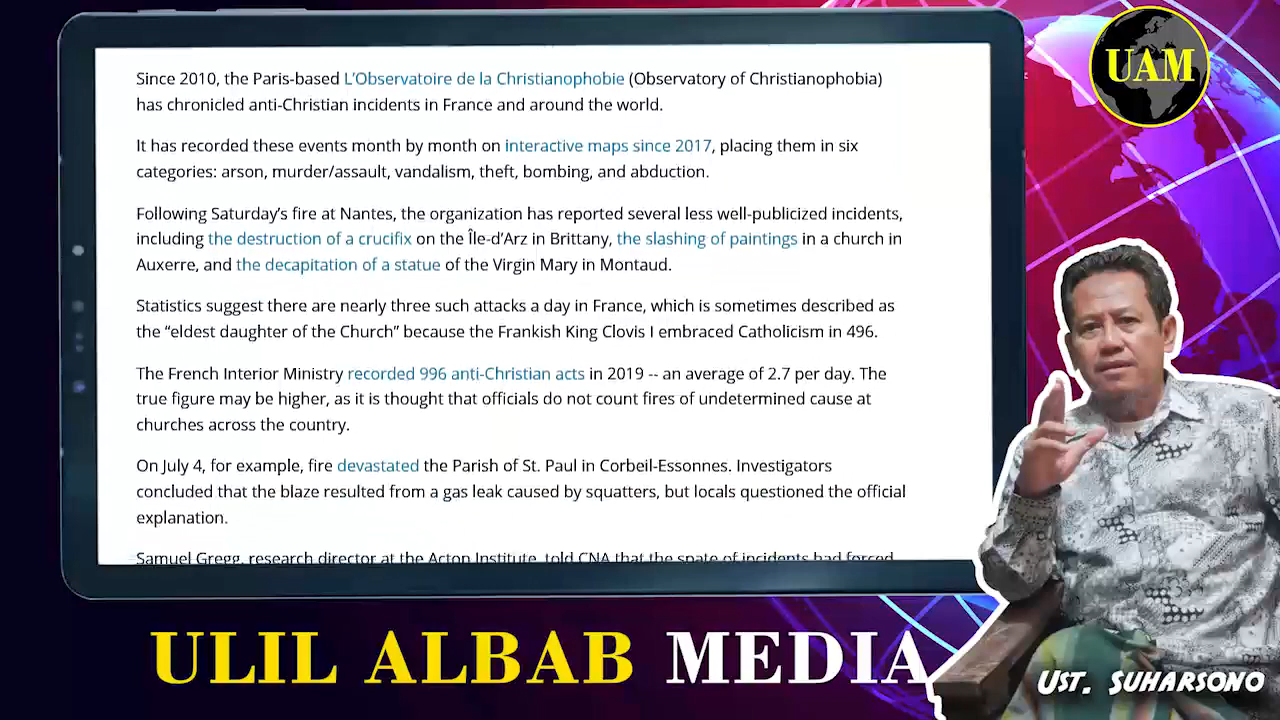 Since 2010, the Paris-based L'Observatoire de la Christianophobie (Observatory of Christianophobia)
has chronicled anti-Christian incidents in France and around the world.
It has recorded these events month by month on interactive maps since 2017, placing them in six
categories: arson, murder/assault, vandalism, theft, bombing, and abduction.
Following Saturday's fire at Nantes, the organization has reported several less well-publicized incidents,
including the destruction of a crucifix on the Île-d'Arz in Brittany, the slashing of paintings in a church in
Auxerre, and the decapitation of a statue of the Virgin Mary in Montaud.
Statistics suggest there are nearly three such attacks a day in France, which is sometimes described as
the “eldest daughter of the Church” because the Frankish King Clovis I embraced Catholicism in 496.
The French Interior Ministry recorded 996 anti-Christian acts in 2019 -- an average of 2.7 per day. The
true figure may be higher, as it is thought that officials do not count fires of undetermined cause at
churches across the country.
On July 4, for example, fire devastated the Parish of St. Paul in Corbeil-Essonnes. Investigators
concluded that the blaze resulted from a gas leak caused by squatters, but locals questioned the official
explanation.
Samuel Gregg, research director at the Acton Institute, told CNA that the spate of incidents had forced
UAM
ULIL ALBAB MEDIA
UST. SUHARSONO